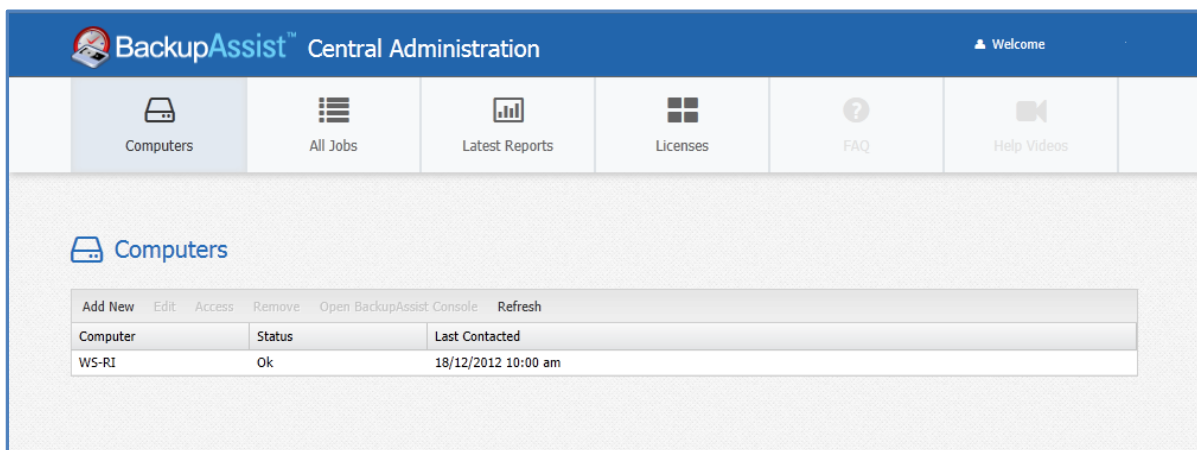 BackupAssist™ Central Administration Welcome
Computers All Jobs Latest Reports Licenses FAQ Help Videos
Computers
Add New Edit Access Remove Open BackupAssist Console Refresh
Computer Status Last Contacted
WS-RI Ok 18/12/2012 10:00 am